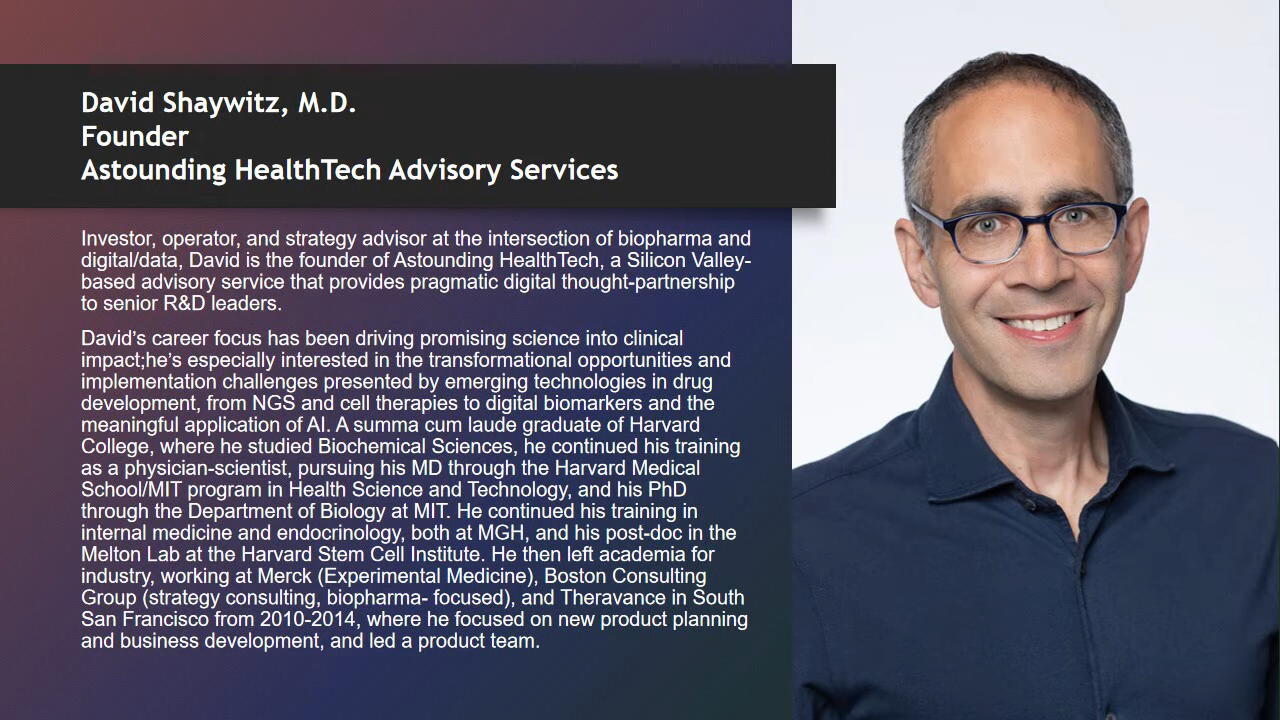 David Shaywitz, M.D.
Founder
Astounding HealthTech Advisory Services
Investor, operator, and strategy advisor at the intersection of biopharma and
digital/data, David is the founder of Astounding HealthTech, a Silicon Valley-
based advisory service that provides pragmatic digital thought-partnership
to senior R&D leaders.
David’s career focus has been driving promising science into clinical
impact;he’s especially interested in the transformational opportunities and
implementation challenges presented by emerging technologies in drug
development, from NGS and cell therapies to digital biomarkers and the
meaningful application of AI. A summa cum laude graduate of Harvard
College, where he studied Biochemical Sciences, he continued his training
as a physician-scientist, pursuing his MD through the Harvard Medical
School/MIT program in Health Science and Technology, and his PhD
through the Department of Biology at MIT. He continued his training in
internal medicine and endocrinology, both at MGH, and his post-doc in the
Melton Lab at the Harvard Stem Cell Institute. He then left academia for
industry, working at Merck (Experimental Medicine), Boston Consulting
Group (strategy consulting, biopharma- focused), and Theravance in South
San Francisco from 2010-2014, where he focused on new product planning
and business development, and led a product team.